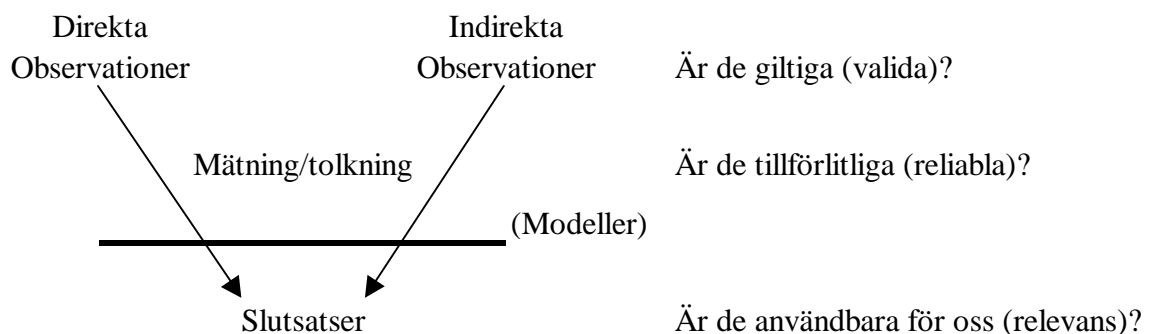 Direkta
Observationer
Indirekta
Observationer
Är de giltiga (valida)?
Mätning/tolkning
Är de tillförlitliga (reliabla)?
(Modeller)
Slutsatser
Är de användbara för oss (relevans)?